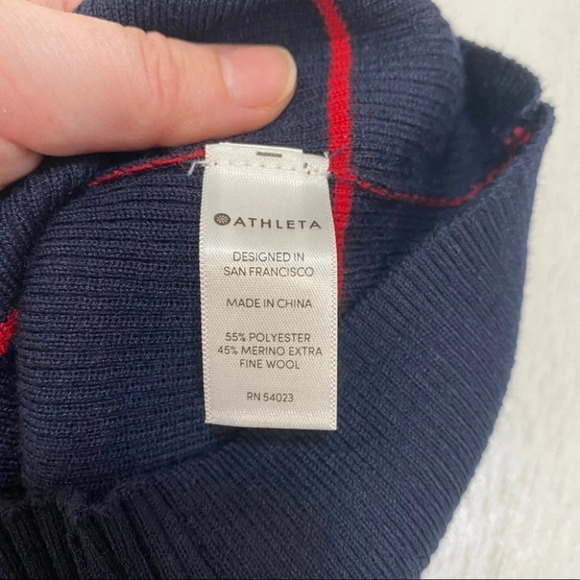 ATHLETA
DESIGNED IN
SAN FRANCISCO
MADE IN CHINA
55% POLYESTER
45% MERINO EXTRA
FINE WOOL
RN 54023